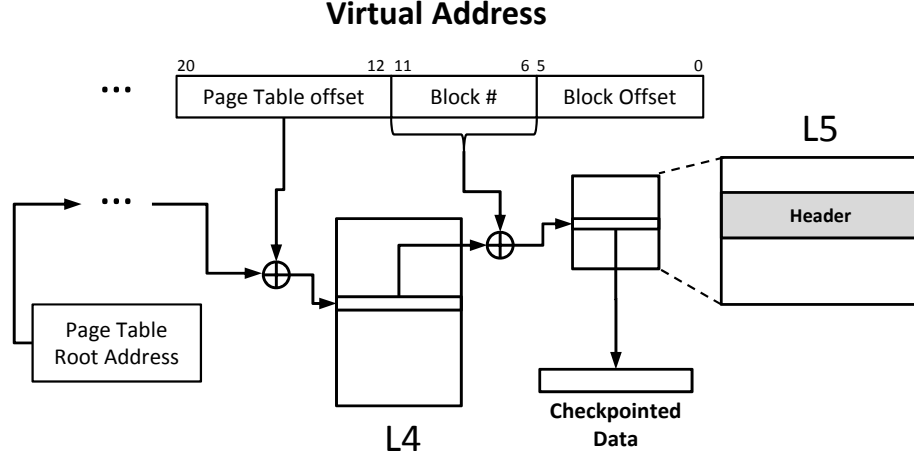 Virtual Address
20 12 11 6 5 0
... Page Table offset Block # Block Offset
L5
...
Header
Page Table
Root Address
Checkpointed
Data
L4